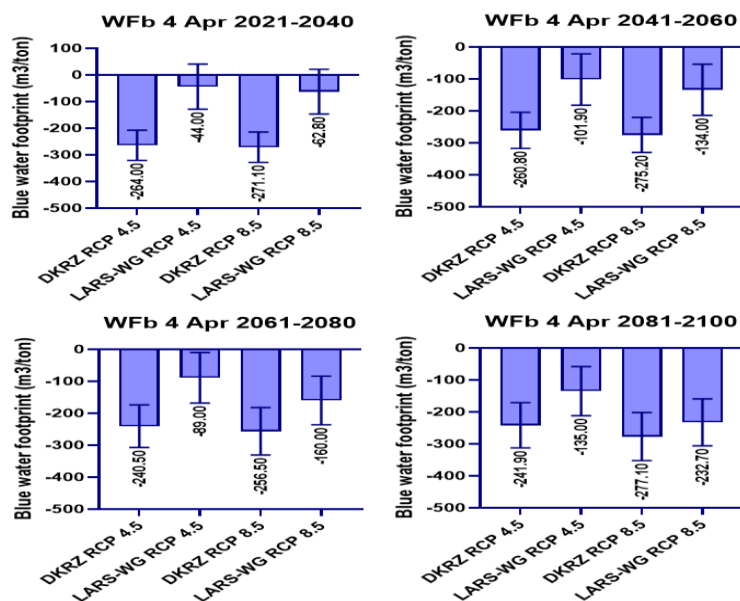 WFb 4 Apr 2021-2040
Blue water footprint (m3/ton)
100
0
-100
-200
-300
-400
-500
-264.00
-44.00
-271.10
-62.80
DKRZ RCP 4.5
LARS-WG RCP 4.5
DKRZ RCP 8.5
LARS-WG RCP 8.5
WFb 4 Apr 2041-2060
Blue water footprint (m3/ton)
0
-100
-200
-300
-400
-500
-260.80
-101.90
-275.20
-134.00
DKRZ RCP 4.5
LARS-WG RCP 4.5
DKRZ RCP 8.5
LARS-WG RCP 8.5
WFb 4 Apr 2061-2080
Blue water footprint (m3/ton)
0
-100
-200
-300
-400
-500
-240.50
-89.00
-256.50
-160.00
DKRZ RCP 4.5
LARS-WG RCP 4.5
DKRZ RCP 8.5
LARS-WG RCP 8.5
WFb 4 Apr 2081-2100
Blue water footprint (m3/ton)
0
-100
-200
-300
-400
-500
-241.90
-135.00
-277.10
-232.70
DKRZ RCP 4.5
LARS-WG RCP 4.5
DKRZ RCP 8.5
LARS-WG RCP 8.5